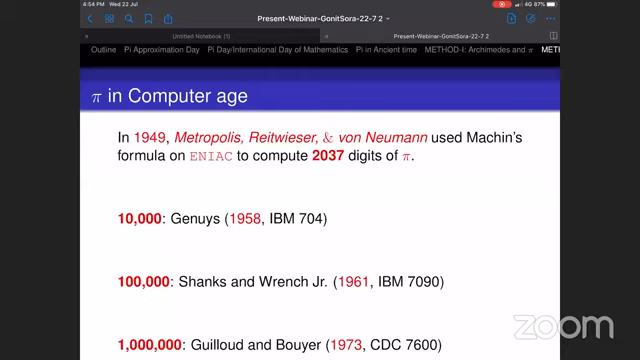 4:54 PM Wed 22 Jul
4G 87%
Present-Webinar-GonitSora-22-7 2
Untitled Notebook (1)
Present-Webinar-GonitSora-22-7 2
Outline Pi Approximation Day Pi Day/International Day of Mathematics Pi in Ancient time METHOD-I: Archimedes and π METH
π in Computer age
In 1949, Metropolis, Reitwieser, & von Neumann used Machin's
formula on ENIAC to compute 2037 digits of π.
10,000: Genuys (1958, IBM 704)
100,000: Shanks and Wrench Jr. (1961, IBM 7090)
1,000,000: Guilloud and Bouyer (1973, CDC 7600)
zoom